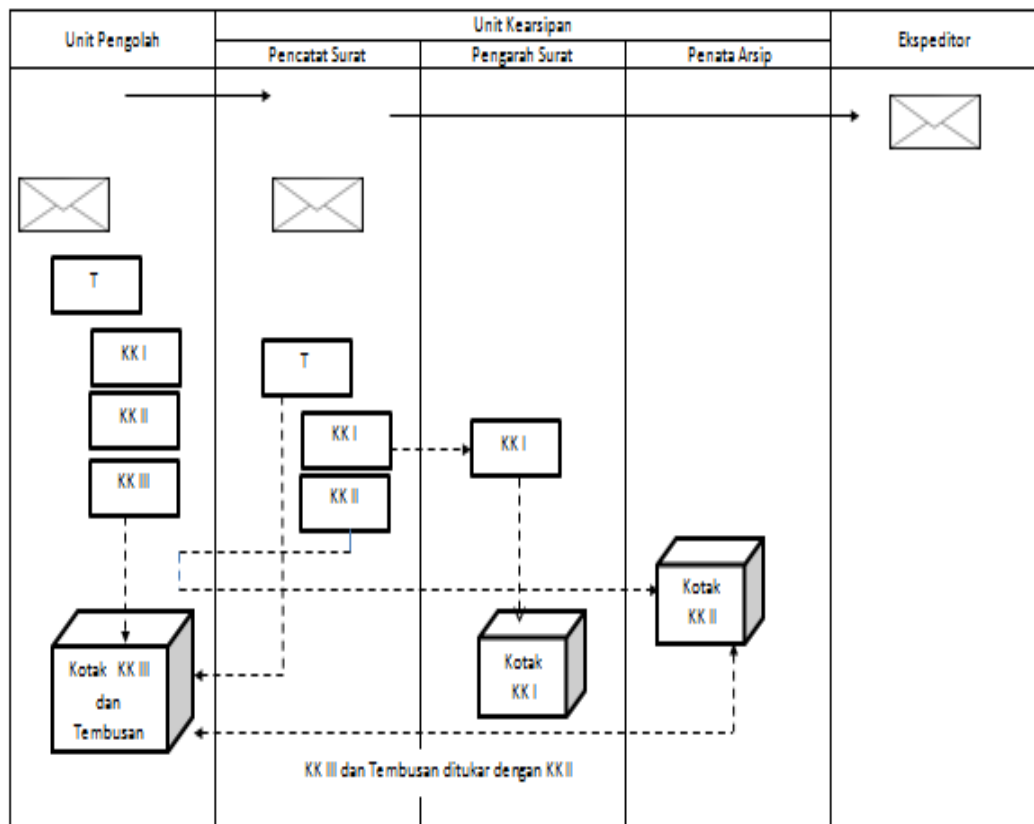 Unit Pengolah
Unit Kearsipan
Ekspeditor
Pencatat Surat
Pengarah Surat
Penata Arsip
T
KK I
KK II
KK III
T
KK I
KK II
KK I
Kotak
KK II
Kotak KK III
dan
Tembusan
Kotak
KK I
KK III dan Tembusan ditukar dengan KK II